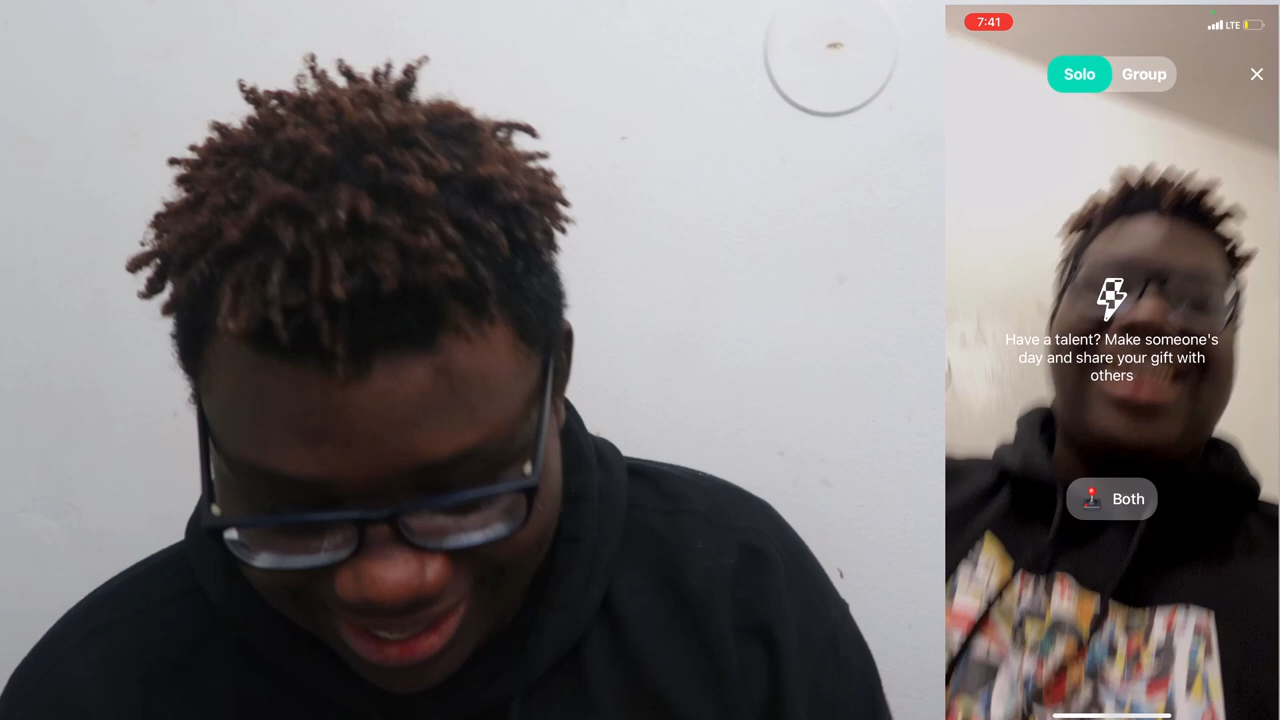 7:41
LTE
Solo
Group
Have a talent? Make someone's
day and share your gift with
others
Both